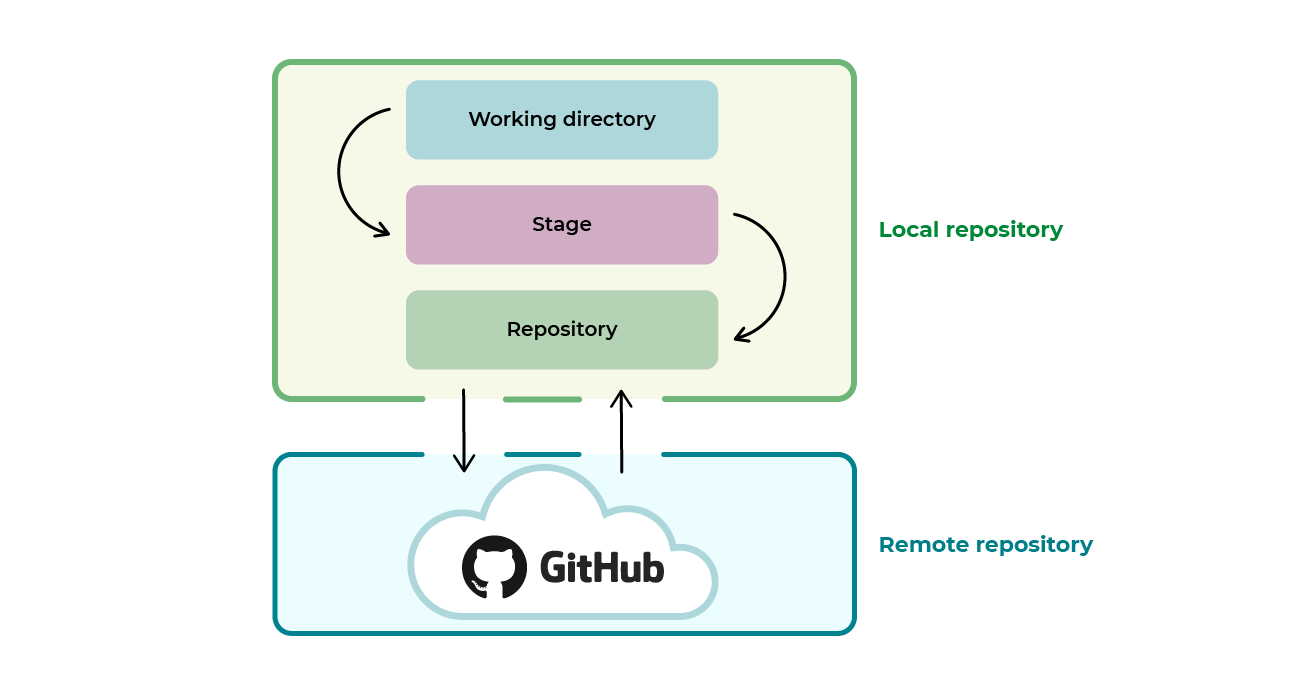 Working directory
Stage
Repository
Local repository
GitHub
Remote repository